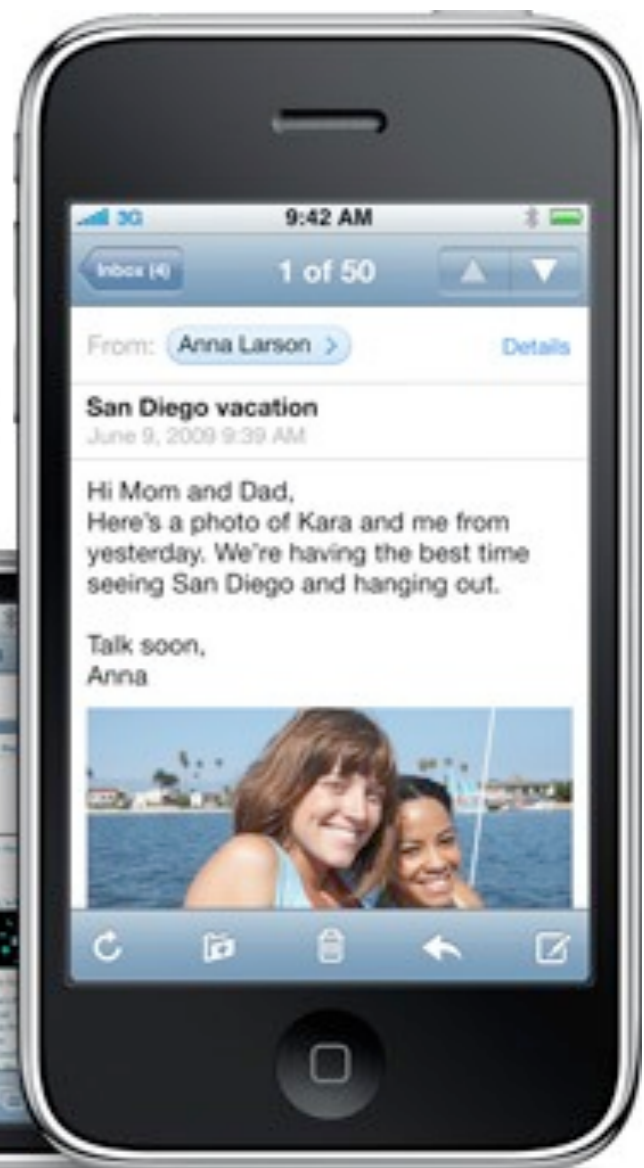 3G 9:42 AM
Inbox (4) 1 of 50
From: Anna Larson > Details
San Diego vacation
June 9, 2009 9:39 AM
Hi Mom and Dad,
Here's a photo of Kara and me from
yesterday. We're having the best time
seeing San Diego and hanging out.
Talk soon,
Anna